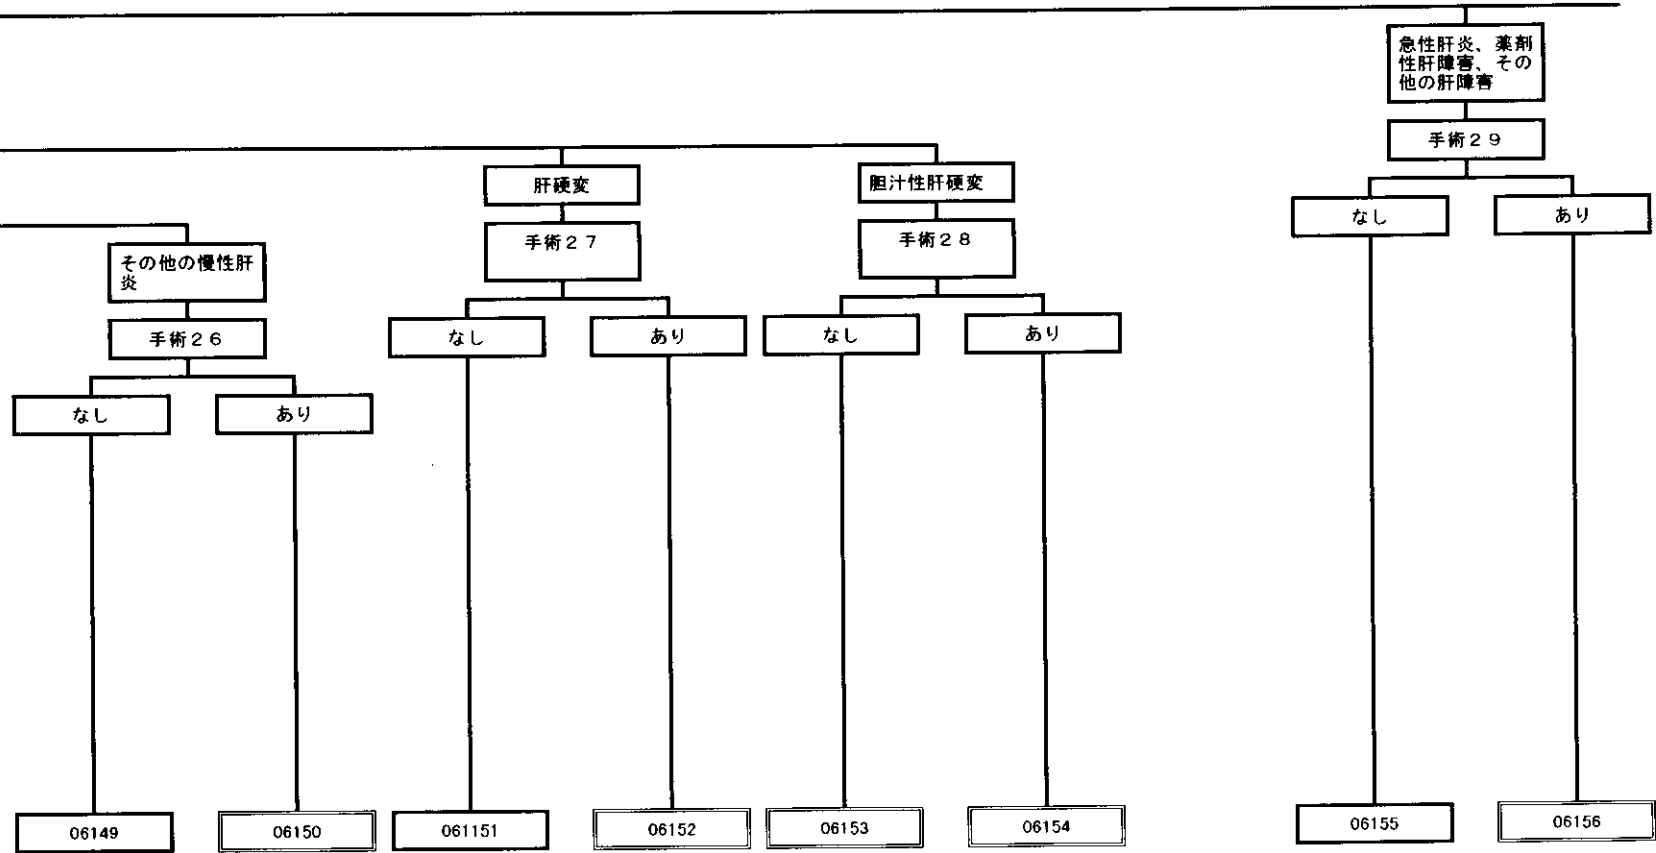 急性肝炎、薬剤
性肝障害、その
他の肝障害
手術２９
なし
あり
肝硬変
手術２７
なし
あり
胆汁性肝硬変
手術２８
なし
あり
その他の慢性肝
炎
手術２６
なし
あり
06149
06150
061151
06152
06153
06154
06155
06156